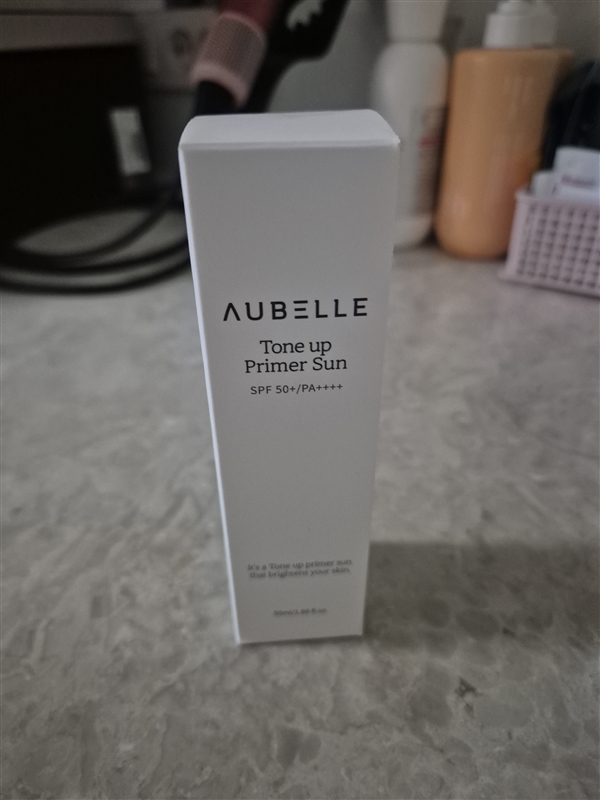 AUBELLE
Tone up
Primer Sun
SPF 50+/PA++++
It's a Tone up primer sun
that brightens your skin.